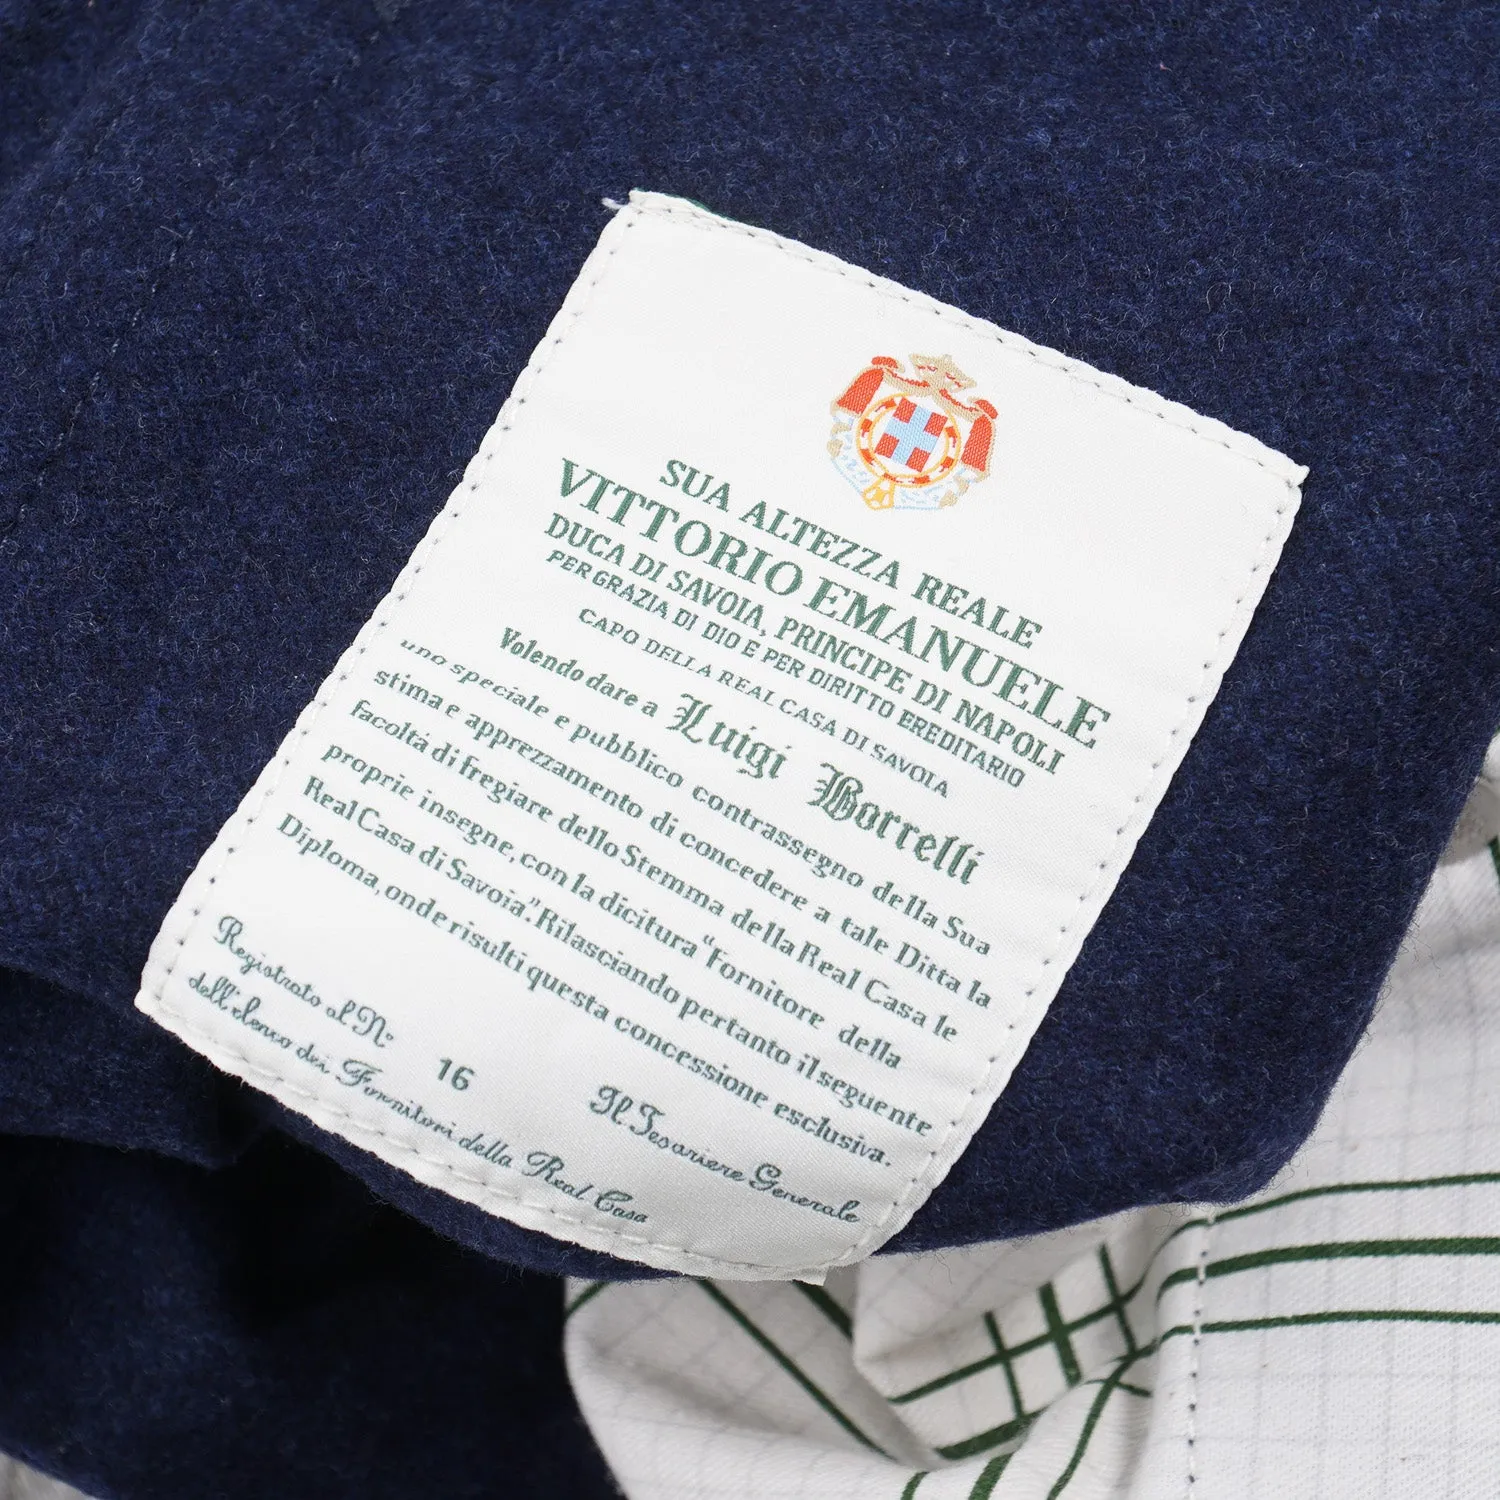 SUA ALTEZZA REALE
VITTORIO EMANUELE
DUCA DI SAVOIA, PRINCIPE DI NAPOLI
PER GRAZIA DI DIO E PER DIRITTO EREDITARIO
CAPO DELLA REAL CASA DI SAVOIA
Volendo dare a Luigi Borrelli
uno speciale e pubblico contrassegno della Sua
stima e apprezzamento di concedere a tale Ditta la
facoltá di fregiare dello Stemma della Real Casa le
proprie insegne, con la dicitura "Fornitore della
Real Casa di Savoia". Rilasciando pertanto il seguente
Diploma, onde risulti questa concessione esclusiva.
Registrato al N° 16
dell'elenco dei Fornitori della Real Casa
Il Tesoriere Generale